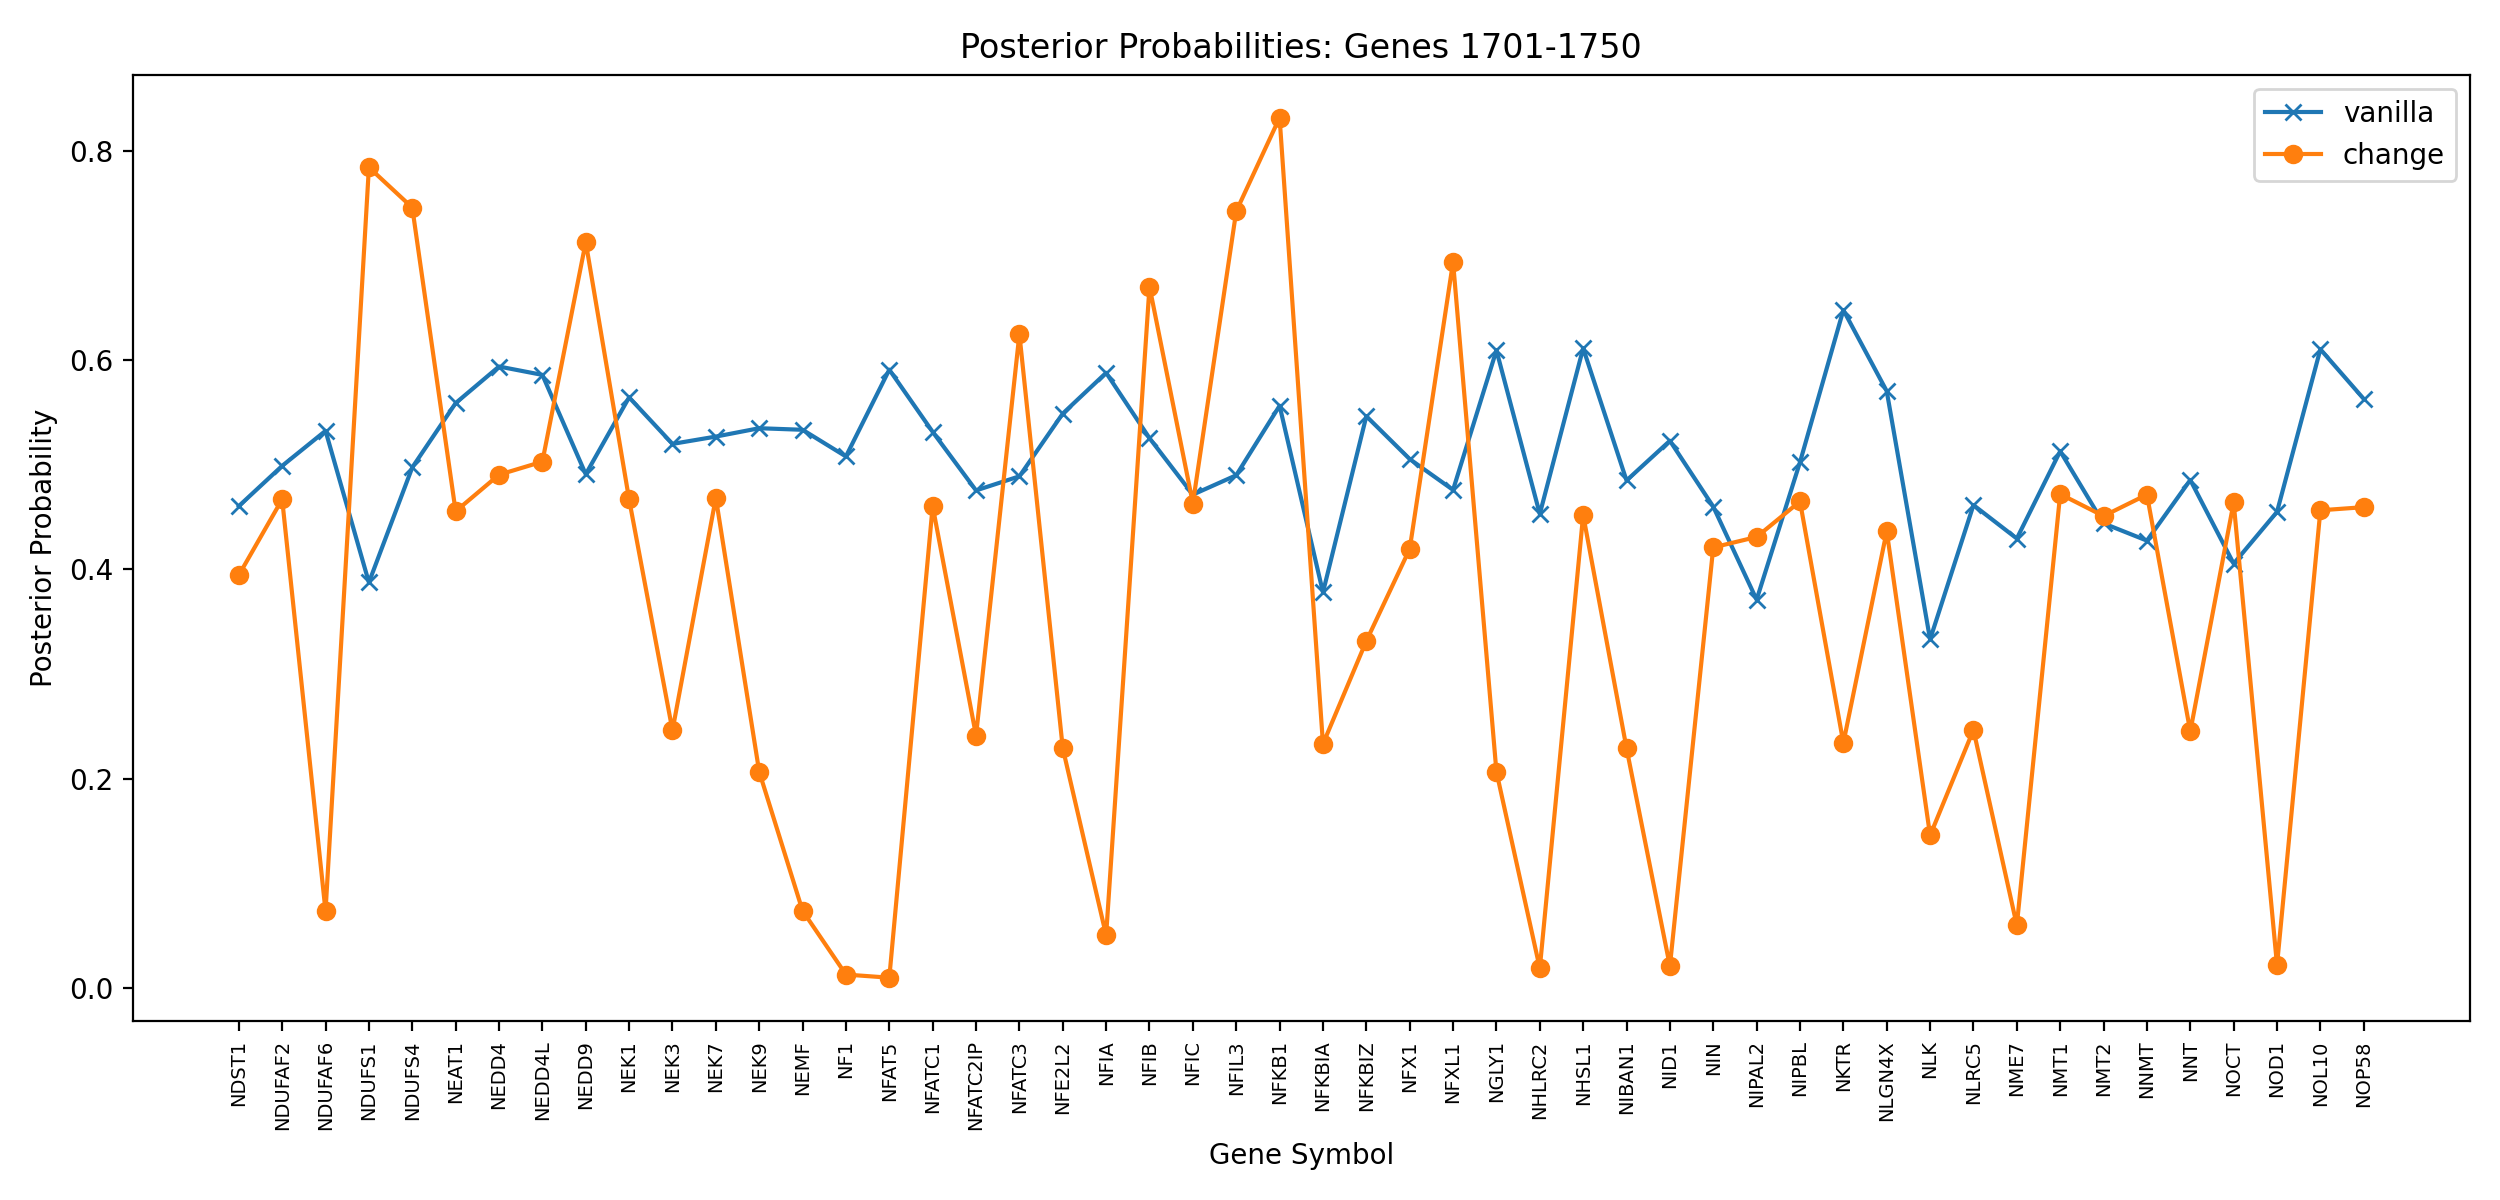 Posterior Probabilities: Genes 1701-1750
vanilla
change
0.8
0.6
0.4
0.2
0.0
Posterior Probability
NDST1
NDUFAF2
NDUFAF6
NDUFS1
NDUFS4
NEAT1
NEDD4
NEDD4L
NEDD9
NEK1
NEK3
NEK7
NEK9
NEMF
NF1
NFAT5
NFATC1
NFATC2IP
NFATC3
NFE2L2
NFIA
NFIB
NFIC
NFIL3
NFKB1
NFKBIA
NFKBIZ
NFX1
NFXL1
NGLY1
NHLRC2
NHSL1
NIBAN1
NID1
NIN
NIPAL2
NIPBL
NKTR
NLGN4X
NLK
NLRC5
NME7
NMT1
NMT2
NNMT
NNT
NOCT
NOD1
NOL10
NOP58
Gene Symbol